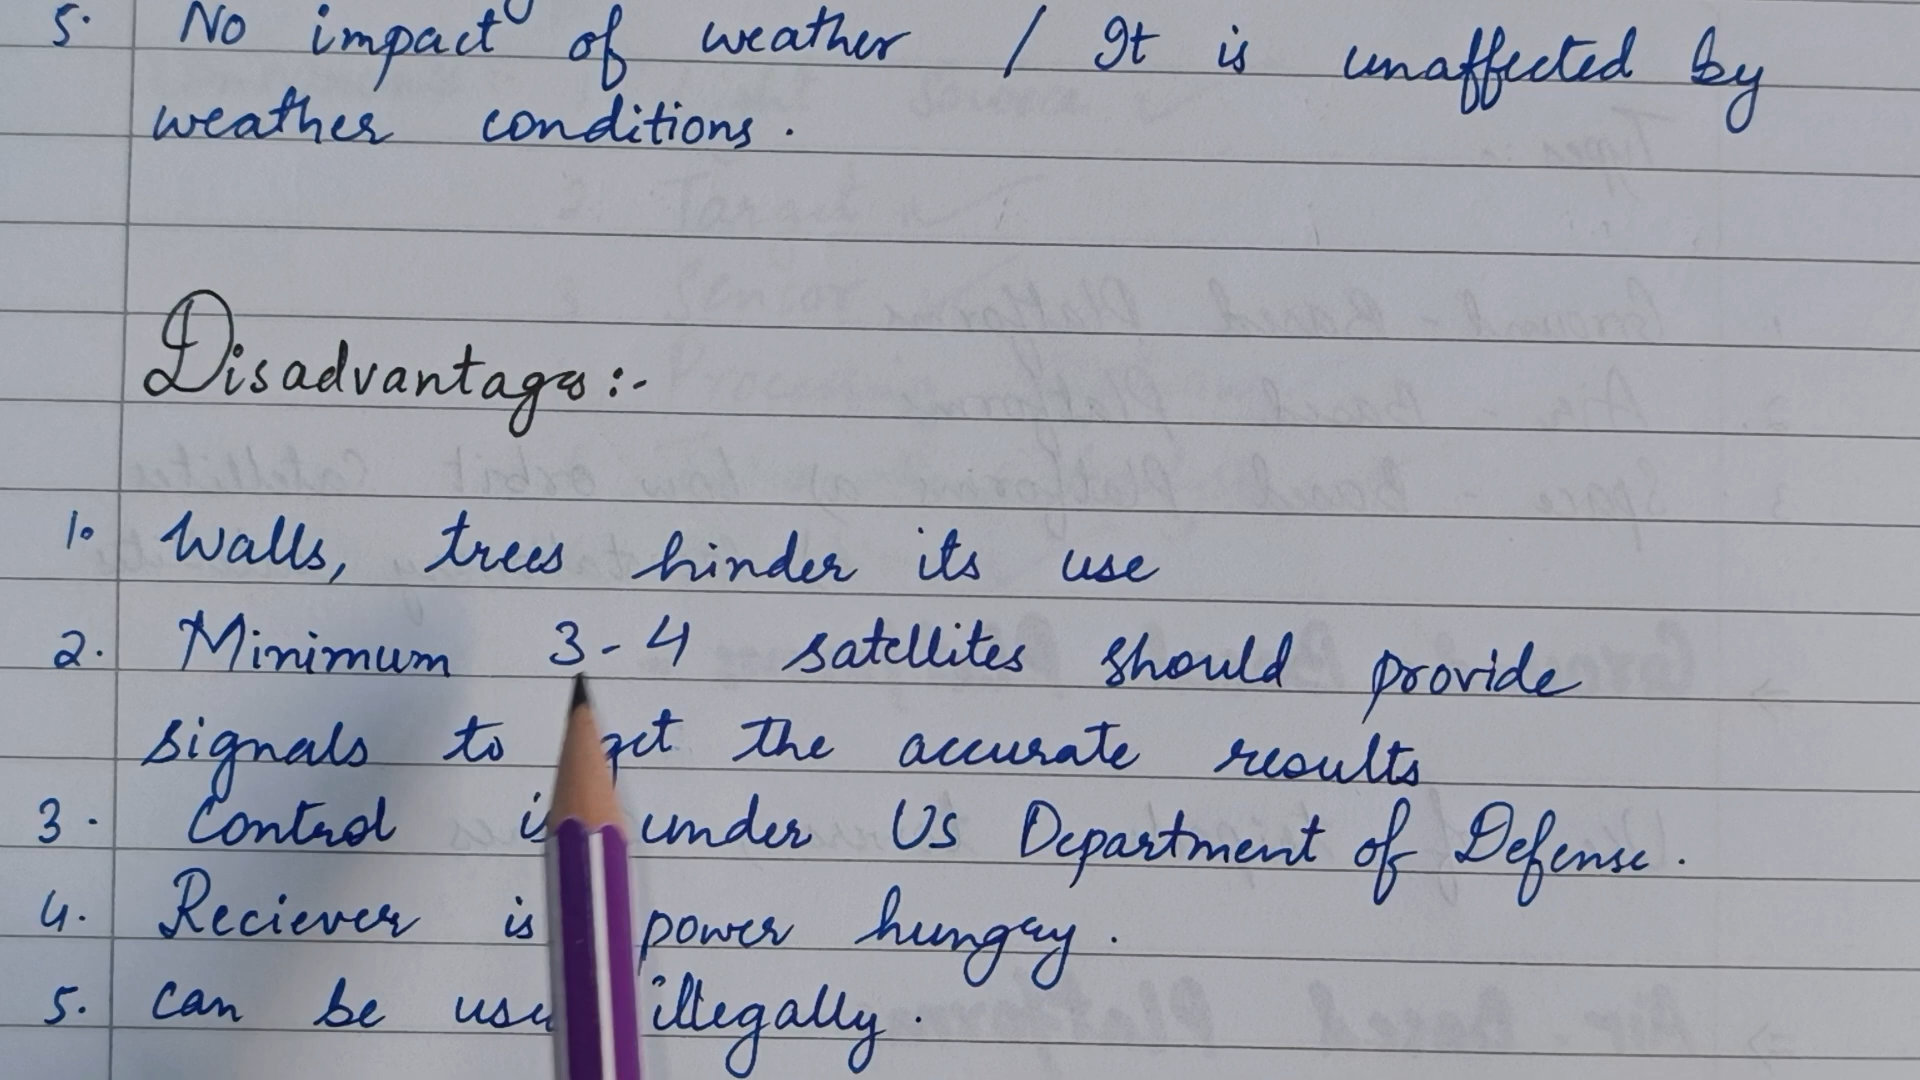 5. No impact of weather / It is unaffected by
weather conditions.
Disadvantages:-
1. Walls, trees hinder its use
2. Minimum 3-4 satellites should provide
signals to get the accurate results
3. Control is under US Department of Defense.
4. Reciever is power hungry.
5. can be used illegally.